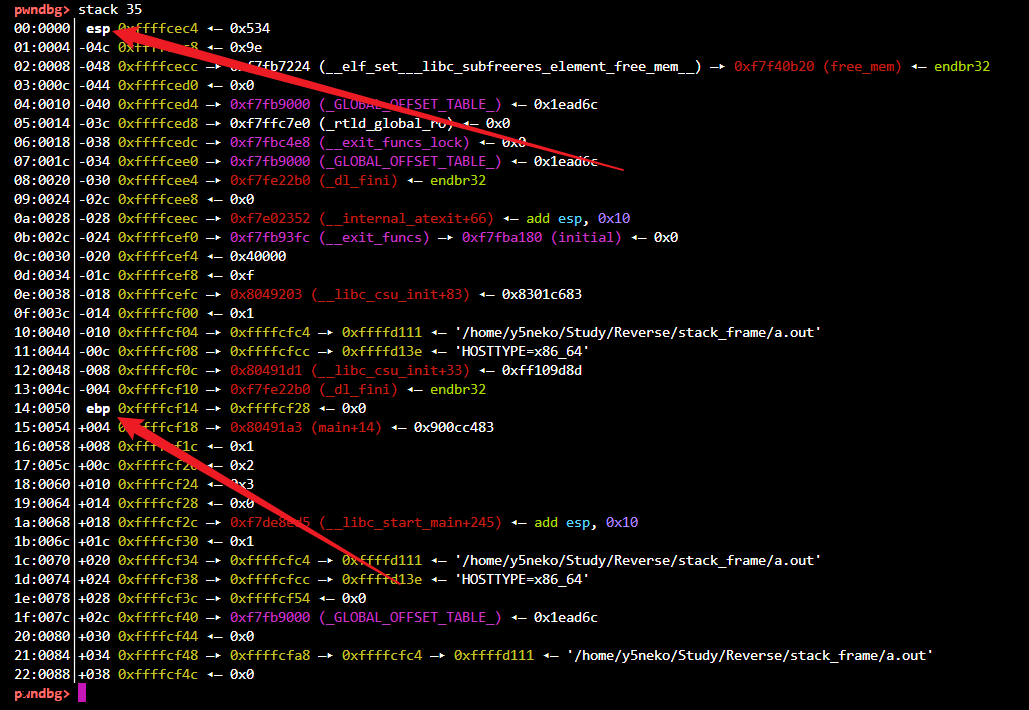 pwndbg> stack 35
00:0000│ esp 0xffffcec4 ◂— 0x534
01:0004│-04c 0xffffcec8 ◂— 0x9e
02:0008│-048 0xffffcecc —▸ 0xf7fb7224 (__elf_set___libc_subfreeres_element_free_mem__) —▸ 0xf7f40b20 (free_mem) ◂— endbr32
03:000c│-044 0xffffced0 ◂— 0x0
04:0010│-040 0xffffced4 —▸ 0xf7fb9000 (_GLOBAL_OFFSET_TABLE_) ◂— 0x1ead6c
05:0014│-03c 0xffffced8 —▸ 0xf7ffc7e0 (_rtld_global_ro) ◂— 0x0
06:0018│-038 0xffffcedc —▸ 0xf7fbc4e8 (__exit_funcs_lock) ◂— 0x0
07:001c│-034 0xffffcee0 —▸ 0xf7fb9000 (_GLOBAL_OFFSET_TABLE_) ◂— 0x1ead6c
08:0020│-030 0xffffcee4 —▸ 0xf7fe22b0 (_dl_fini) ◂— endbr32
09:0024│-02c 0xffffcee8 ◂— 0x0
0a:0028│-028 0xffffceec —▸ 0xf7e02352 (__internal_atexit+66) ◂— add esp, 0x10
0b:002c│-024 0xffffcef0 —▸ 0xf7fb93fc (__exit_funcs) —▸ 0xf7fba180 (initial) ◂— 0x0
0c:0030│-020 0xffffcef4 ◂— 0x40000
0d:0034│-01c 0xffffcef8 ◂— 0xf
0e:0038│-018 0xffffcefc —▸ 0x8049203 (__libc_csu_init+83) ◂— 0x8301c683
0f:003c│-014 0xffffcf00 ◂— 0x1
10:0040│-010 0xffffcf04 —▸ 0xffffcfc4 —▸ 0xffffd111 ◂— '/home/y5neko/Study/Reverse/stack_frame/a.out'
11:0044│-00c 0xffffcf08 —▸ 0xffffcfcc —▸ 0xffffd13e ◂— 'HOSTTYPE=x86_64'
12:0048│-008 0xffffcf0c —▸ 0x80491d1 (__libc_csu_init+33) ◂— 0xff109d8d
13:004c│-004 0xffffcf10 —▸ 0xf7fe22b0 (_dl_fini) ◂— endbr32
14:0050│ ebp 0xffffcf14 —▸ 0xffffcf28 ◂— 0x0
15:0054│+004 0xffffcf18 —▸ 0x80491a3 (main+14) ◂— 0x900cc483
16:0058│+008 0xffffcf1c ◂— 0x1
17:005c│+00c 0xffffcf20 ◂— 0x2
18:0060│+010 0xffffcf24 ◂— 0x3
19:0064│+014 0xffffcf28 ◂— 0x0
1a:0068│+018 0xffffcf2c —▸ 0xf7de8ed5 (__libc_start_main+245) ◂— add esp, 0x10
1b:006c│+01c 0xffffcf30 ◂— 0x1
1c:0070│+020 0xffffcf34 —▸ 0xffffcfc4 —▸ 0xffffd111 ◂— '/home/y5neko/Study/Reverse/stack_frame/a.out'
1d:0074│+024 0xffffcf38 —▸ 0xffffcfcc —▸ 0xffffd13e ◂— 'HOSTTYPE=x86_64'
1e:0078│+028 0xffffcf3c —▸ 0xffffcf54 ◂— 0x0
1f:007c│+02c 0xffffcf40 —▸ 0xf7fb9000 (_GLOBAL_OFFSET_TABLE_) ◂— 0x1ead6c
20:0080│+030 0xffffcf44 ◂— 0x0
21:0084│+034 0xffffcf48 —▸ 0xffffcfa8 —▸ 0xffffcfc4 —▸ 0xffffd111 ◂— '/home/y5neko/Study/Reverse/stack_frame/a.out'
22:0088│+038 0xffffcf4c ◂— 0x0
pwndbg>